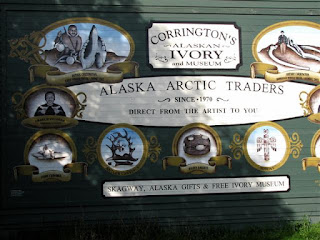 CORRINGTON'S
ALASKAN
IVORY
and MUSEUM
ALASKA ARCTIC TRADERS
SINCE · 1970
DIRECT FROM THE ARTIST TO YOU
SKAGWAY, ALASKA GIFTS & FREE IVORY MUSEUM